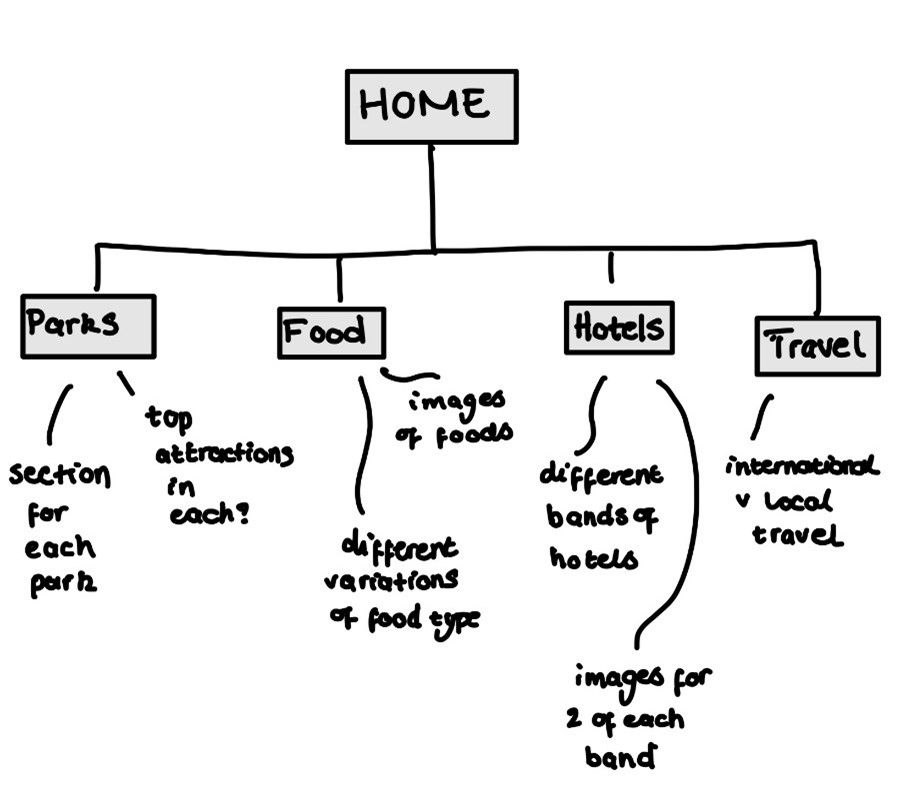 HOME
Parks
Food
Hotels
Travel
section
for
each
park
top
attractions
in
each?
images
of foods
different
variations
of food type
different
bands of
hotels
images for
2 of each
band
international
v local
travel